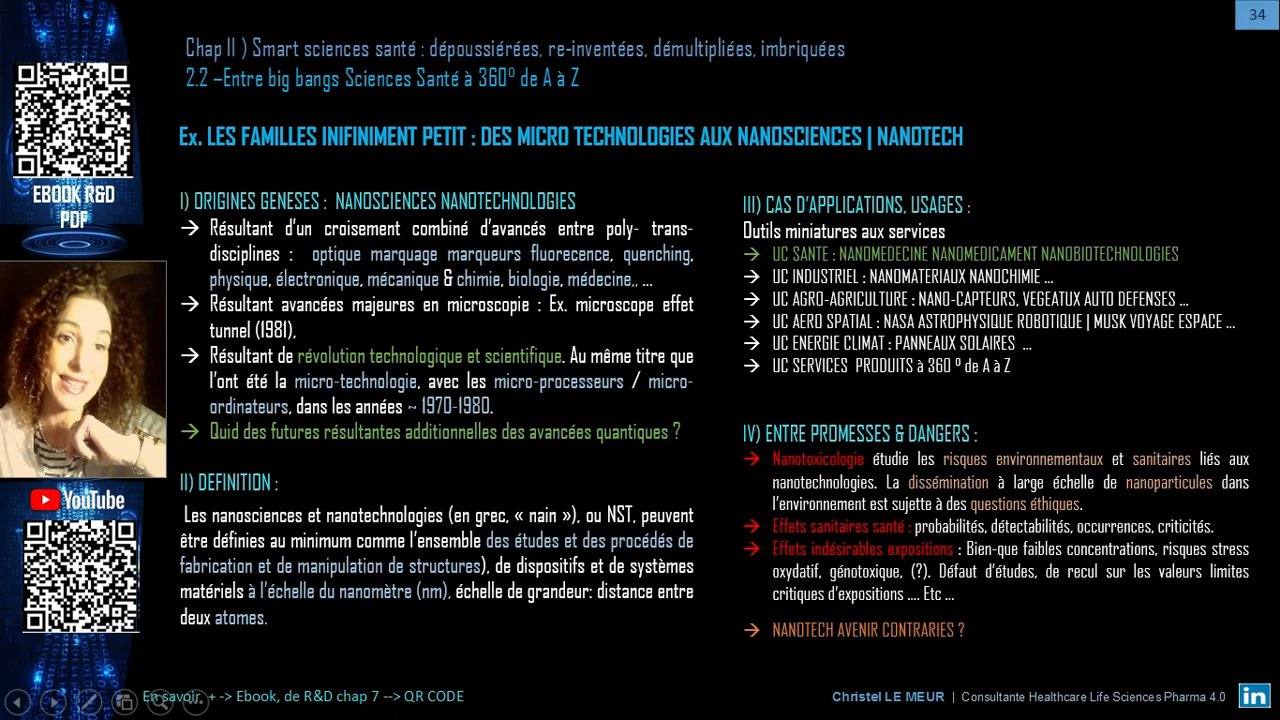 34
Chap II ) Smart sciences santé : dépoussiérées, re-inventées, démultipliées, imbriquées
2.2 –Entre big bangs Sciences Santé à 360° de A à Z
Ex. LES FAMILLES INIFINIMENT PETIT : DES MICRO TECHNOLOGIES AUX NANOSCIENCES | NANOTECH
EBOOK R&D
PDF
YouTube
I) ORIGINES GENESES : NANOSCIENCES NANOTECHNOLOGIES
→ Résultant d'un croisement combiné d'avancés entre poly- trans-
disciplines : optique marquage marqueurs fluorecence, quenching,
physique, électronique, mécanique & chimie, biologie, médecine,, ...
→ Résultant avancées majeures en microscopie : Ex. microscope effet
tunnel (1981),
→ Résultant de révolution technologique et scientifique. Au même titre que
l'ont été la micro-technologie, avec les micro-processeurs / micro-
ordinateurs, dans les années ~ 1970-1980.
→ Quid des futures résultantes additionnelles des avancées quantiques ?
II) DEFINITION :
Les nanosciences et nanotechnologies (en grec, « nain »), ou NST, peuvent
être définies au minimum comme l'ensemble des études et des procédés de
fabrication et de manipulation de structures), de dispositifs et de systèmes
matériels à l'échelle du nanomètre (nm), échelle de grandeur: distance entre
deux atomes.
III) CAS D'APPLICATIONS, USAGES :
Outils miniatures aux services
→ UC SANTE : NANOMEDECINE NANOMEDICAMENT NANOBIOTECHNOLOGIES
→ UC INDUSTRIEL : NANOMATERIAUX NANOCHIMIE ...
→ UC AGRO-AGRICULTURE : NANO-CAPTEURS, VEGEATUX AUTO DEFENSES ...
→ UC AERO SPATIAL : NASA ASTROPHYSIQUE ROBOTIQUE | MUSK VOYAGE ESPACE ...
→ UC ENERGIE CLIMAT : PANNEAUX SOLAIRES ...
→ UC SERVICES PRODUITS à 360 ° de A à Z
IV) ENTRE PROMESSES & DANGERS :
→ Nanotoxicologie étudie les risques environnementaux et sanitaires liés aux
nanotechnologies. La dissémination à large échelle de nanoparticules dans
l'environnement est sujette à des questions éthiques.
→ Effets sanitaires santé : probabilités, détectabilités, occurrences, criticités.
→ Effets indésirables expositions : Bien-que faibles concentrations, risques stress
oxydatif, génotoxique, (?). Défaut d'études, de recul sur les valeurs limites
critiques d'expositions .... Etc ...
→ NANOTECH AVENIR CONTRARIES ?
En savoir + -> Ebook, de R&D chap 7 --> QR CODE
Christel LE MEUR | Consultante Healthcare Life Sciences Pharma 4.0
in